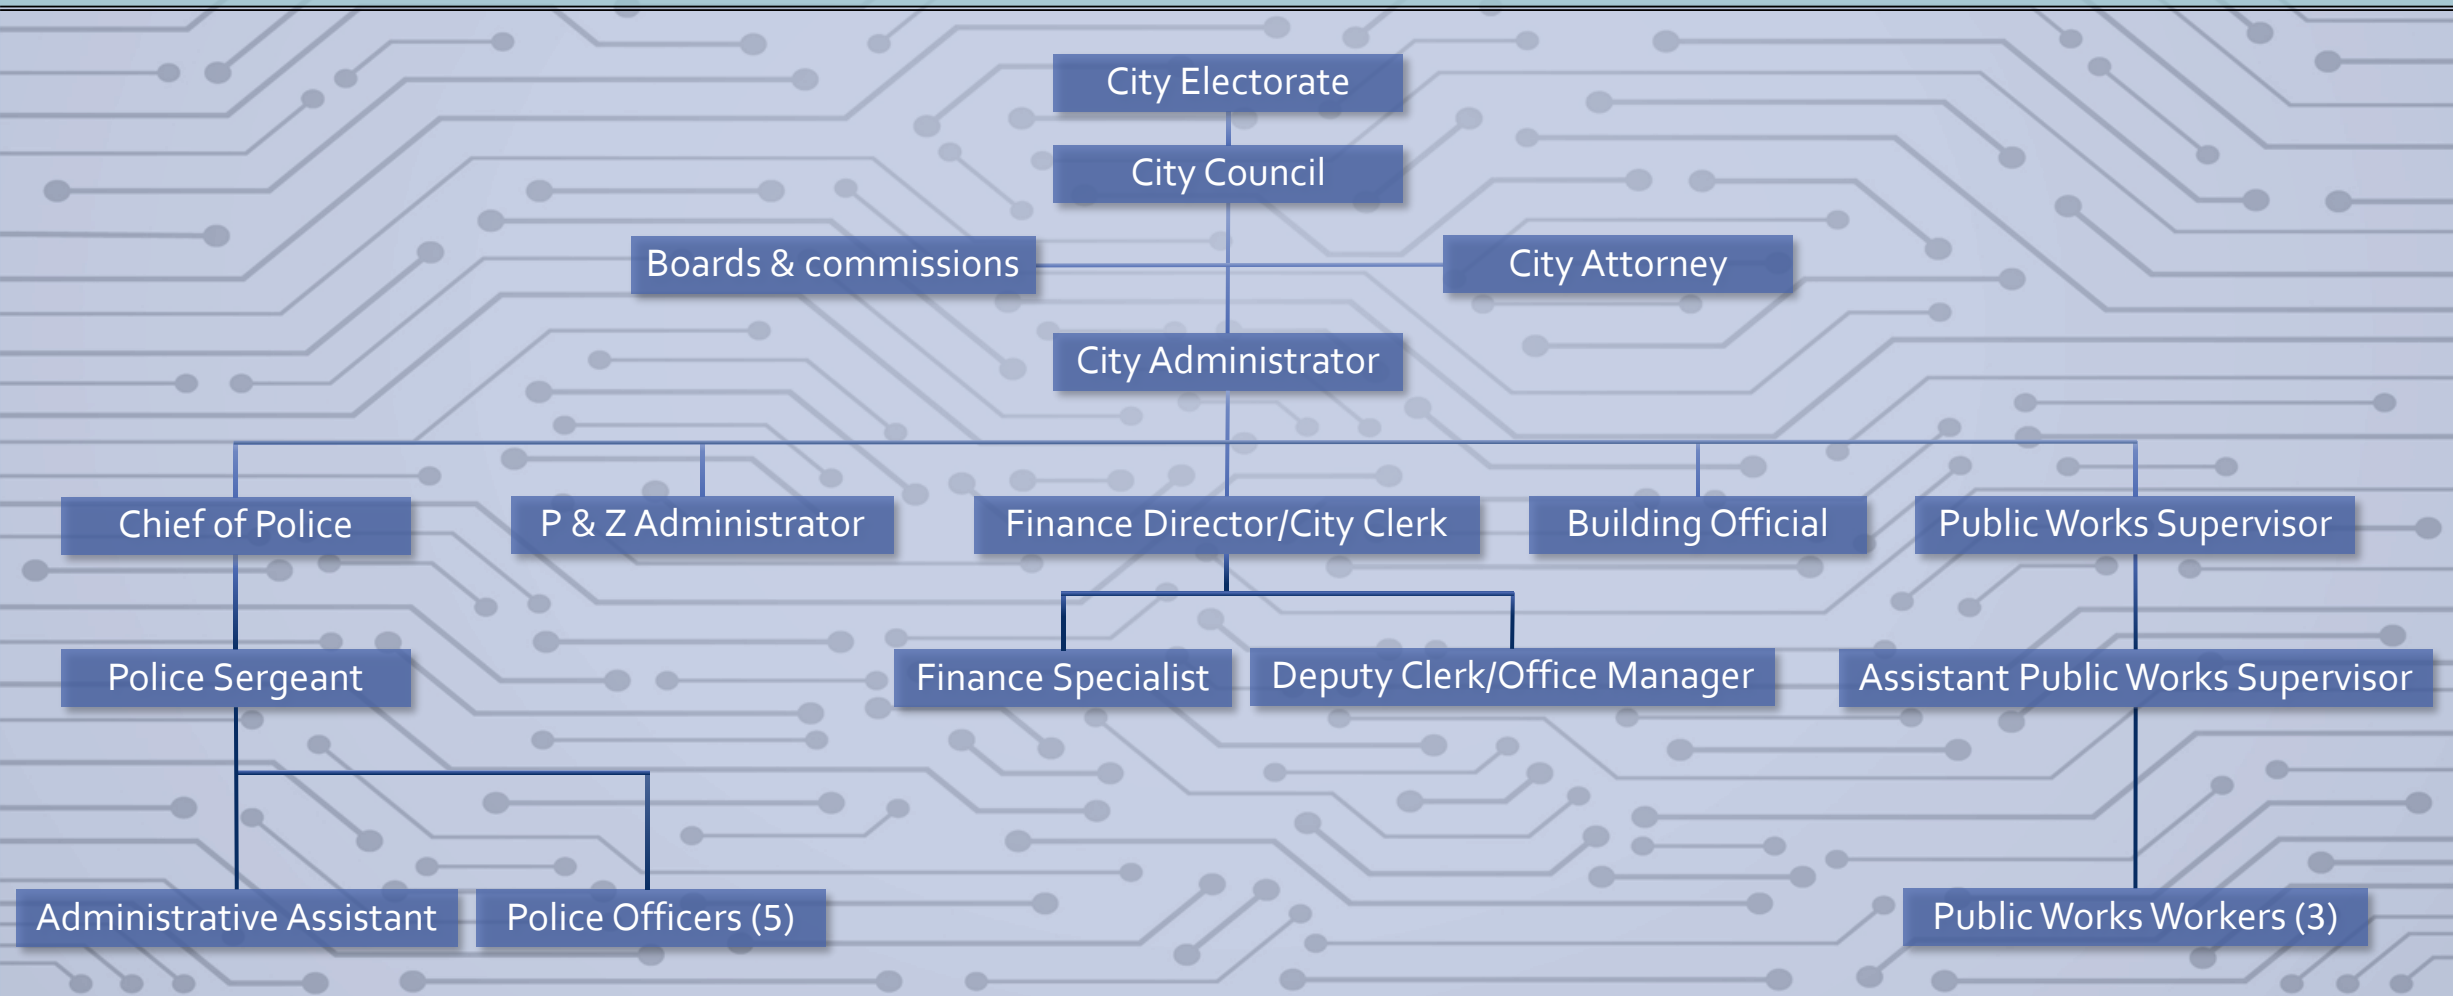 City Electorate
City Council
Boards & commissions
City Attorney
City Administrator
Chief of Police
P & Z Administrator
Finance Director/City Clerk
Building Official
Public Works Supervisor
Police Sergeant
Finance Specialist
Deputy Clerk/Office Manager
Assistant Public Works Supervisor
Administrative Assistant
Police Officers (5)
Public Works Workers (3)